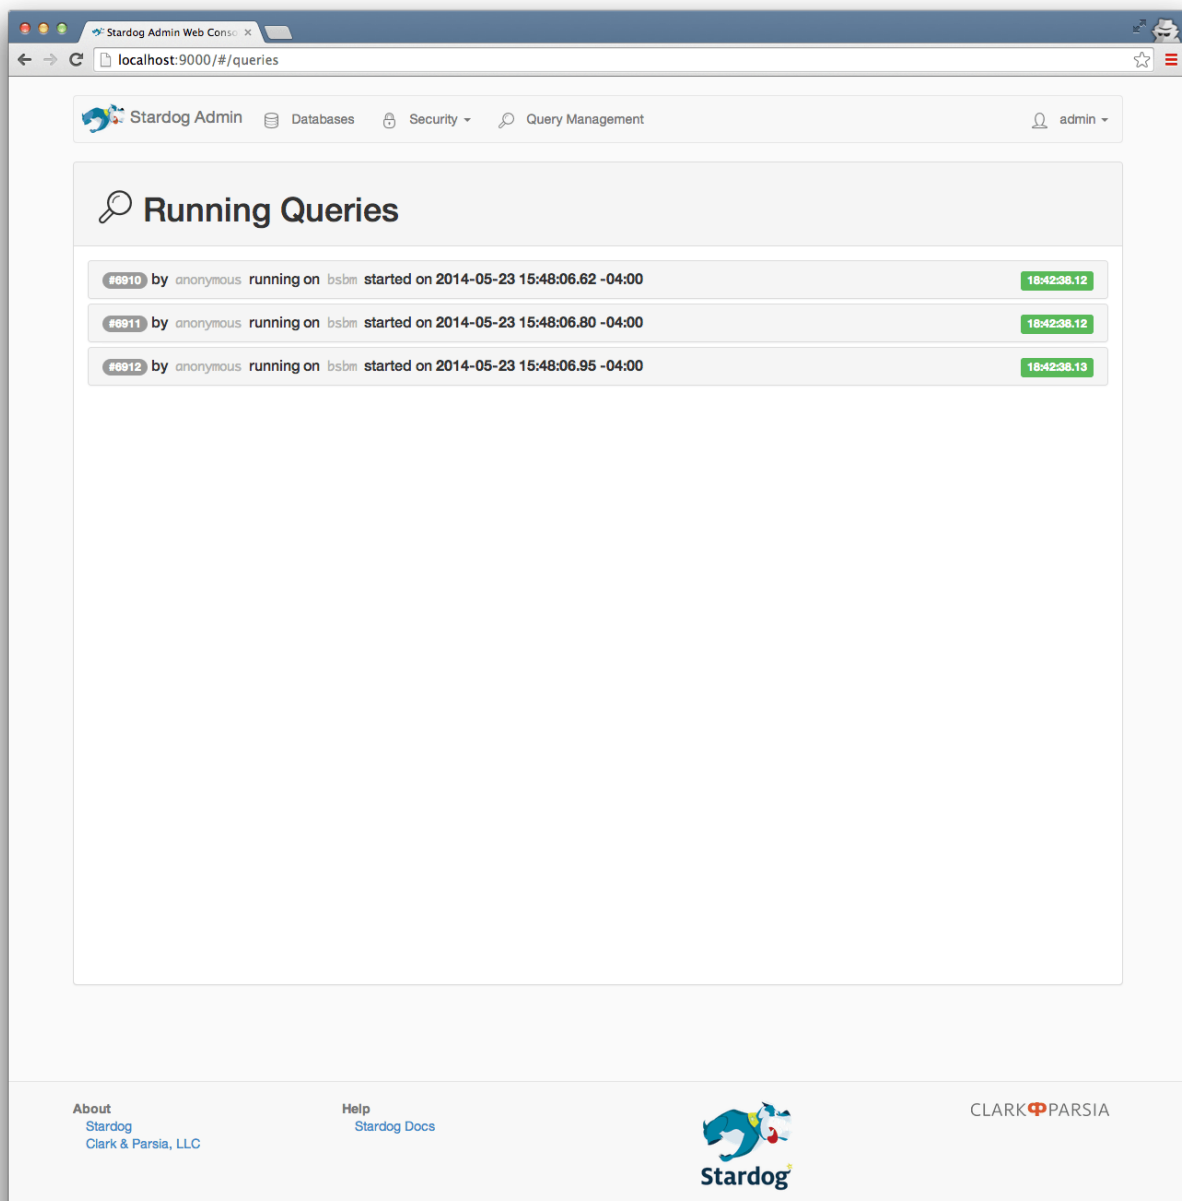 Stardog Admin Web Conso
localhost:9000/#/queries
Stardog Admin Databases Security Query Management admin
Running Queries
#6910 by anonymous running on bsbm started on 2014-05-23 15:48:06.62 -04:00 18:42:38.12
#6911 by anonymous running on bsbm started on 2014-05-23 15:48:06.80 -04:00 18:42:38.12
#6912 by anonymous running on bsbm started on 2014-05-23 15:48:06.95 -04:00 18:42:38.13
About
Stardog
Clark & Parsia, LLC
Help
Stardog Docs
Stardog
CLARK PARSIA